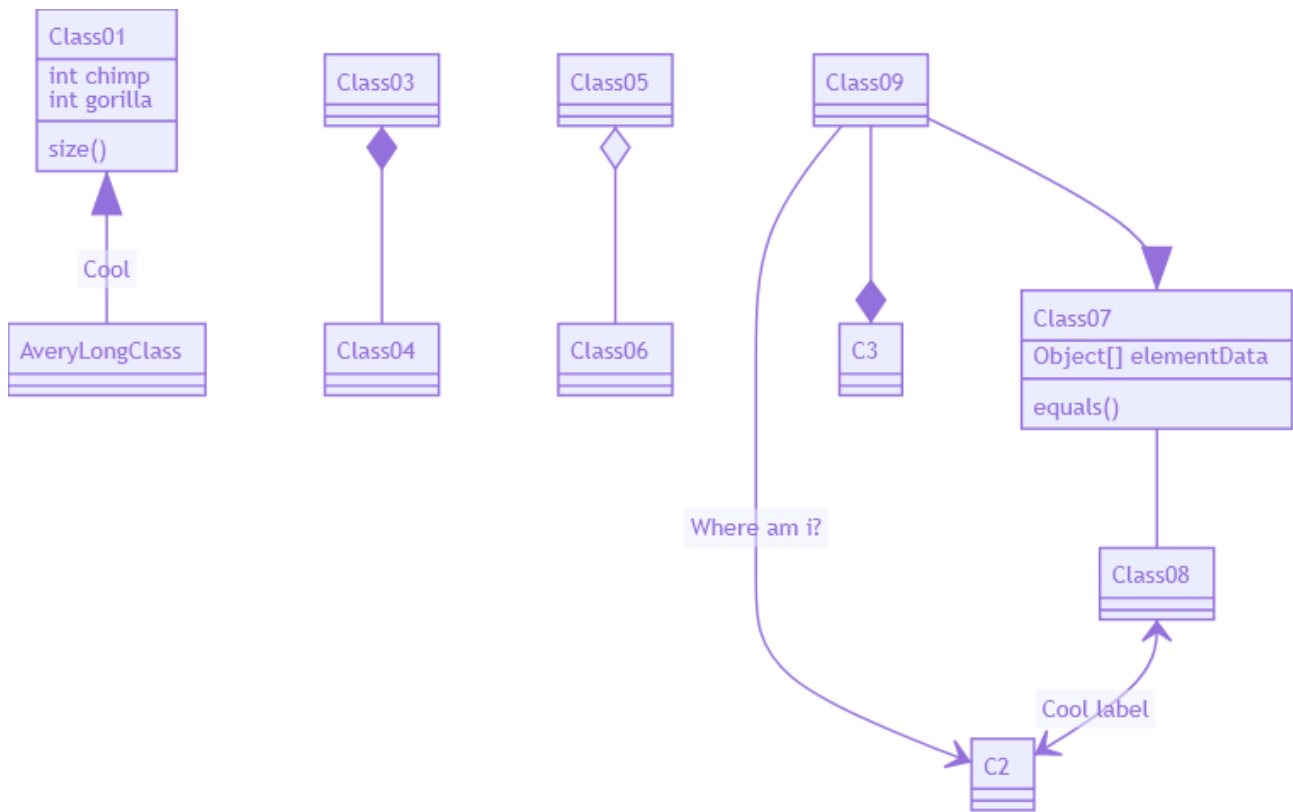 Class01
int chimp
int gorilla
size()
Cool
AveryLongClass
Class03
Class04
Class05
Class06
Class09
Where am i?
C3
Class07
Object[] elementData
equals()
Class08
Cool label
C2